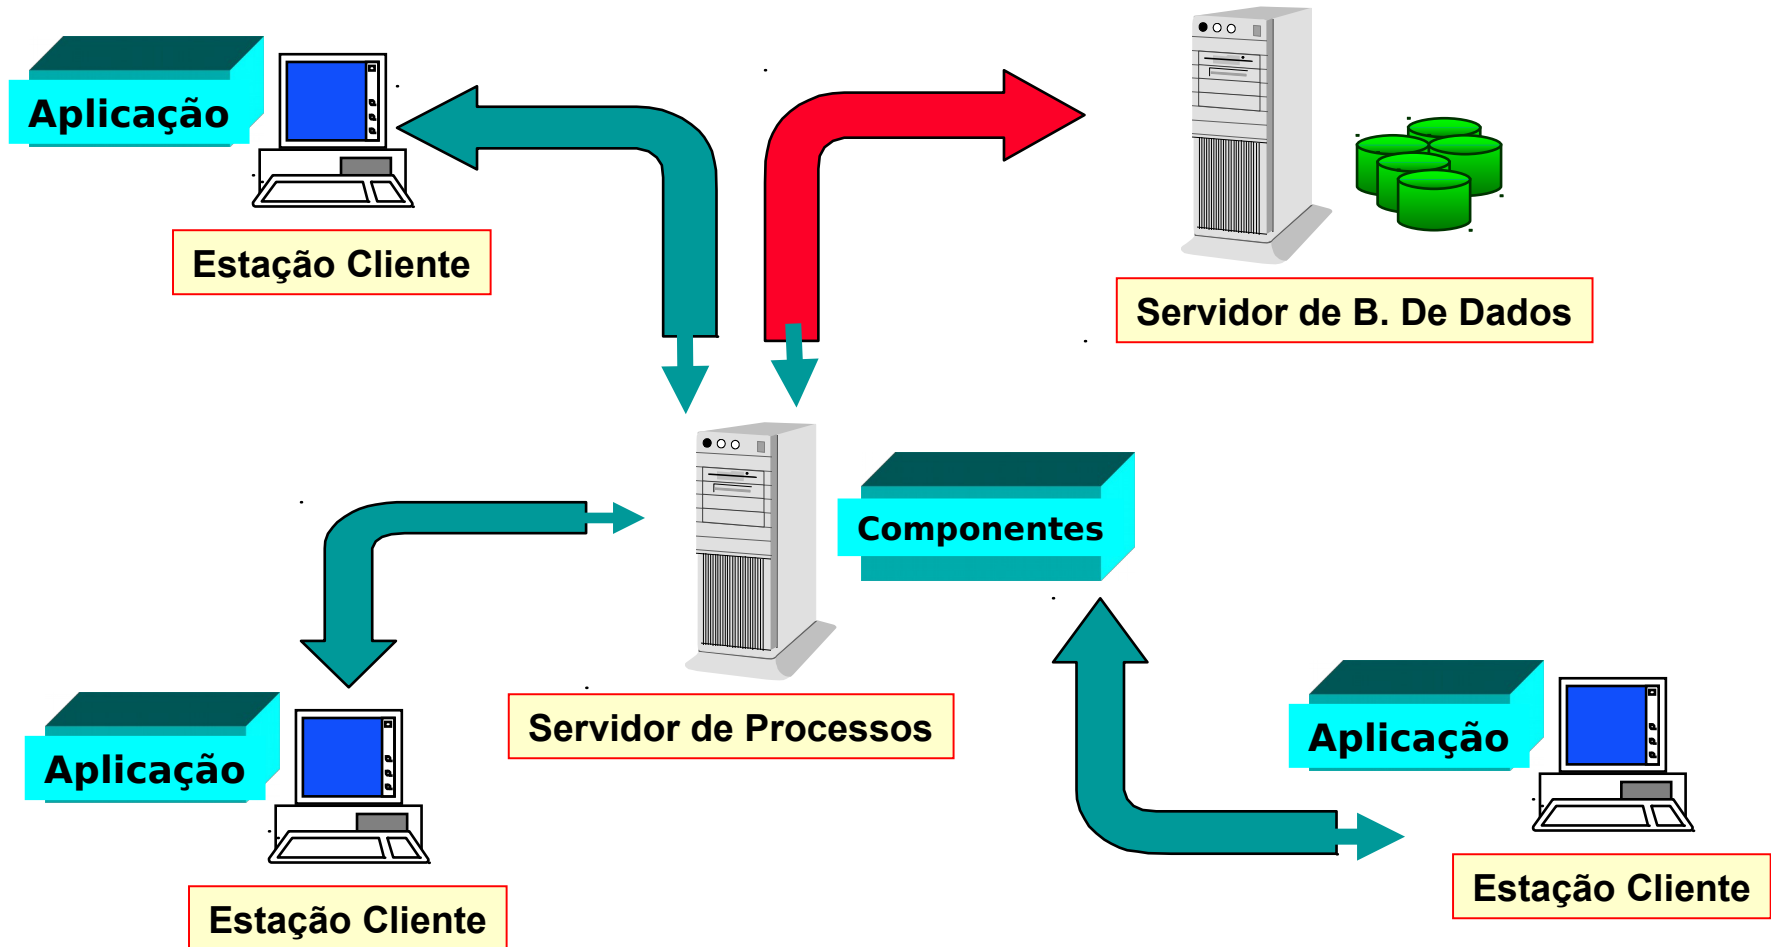 Aplicação
Estação Cliente
Servidor de B. De Dados
Componentes
Servidor de Processos
Aplicação
Estação Cliente
Aplicação
Estação Cliente